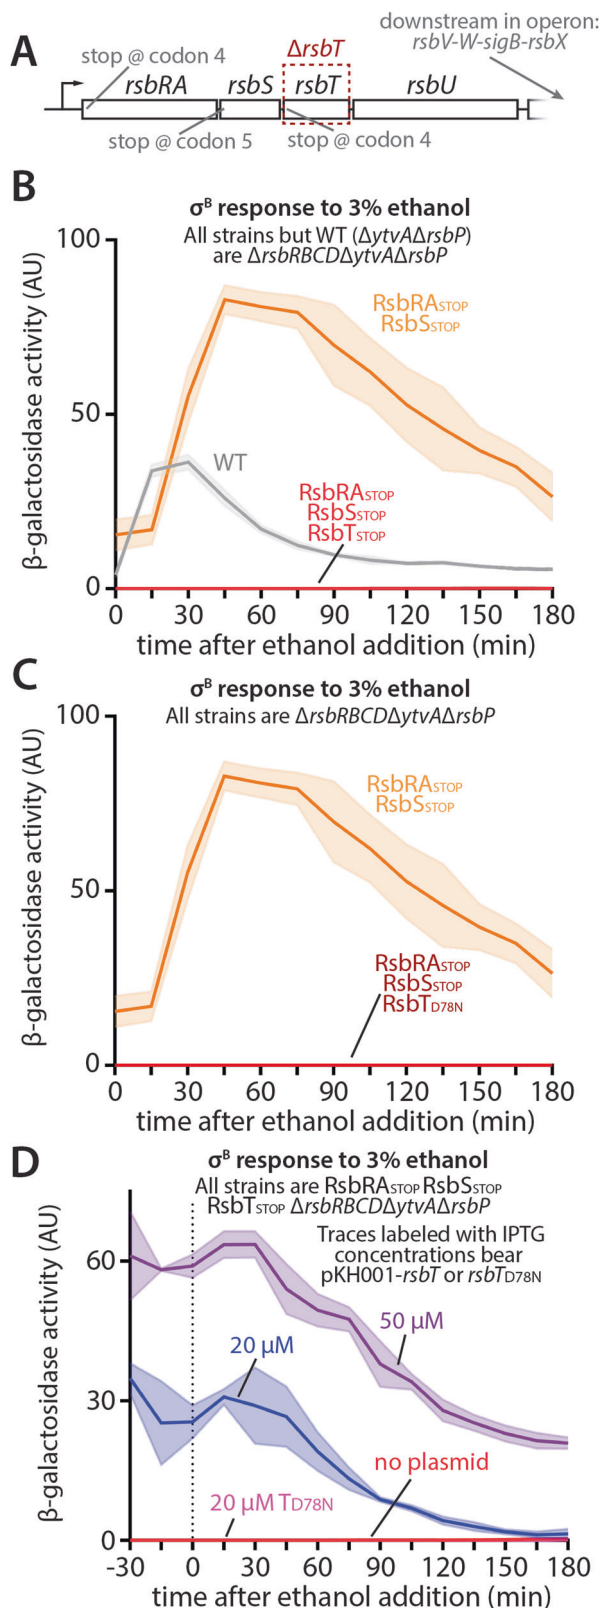 A
stop @ codon 4
ΔrsbT
downstream in operon:
rsbV-W-sigB-rsbX
rsbRA
rsbS
rsbT
rsbU
stop @ codon 5
stop @ codon 4
B
σB response to 3% ethanol
All strains but WT (ΔytvAΔrsbP)
are ΔrsbRBCDΔytvAΔrsbP
β-galactosidase activity (AU)
100
50
0
RsbRASTOP
RsbSSTOP
WT
RsbRASTOP
RsbSSTOP
RsbTSTOP
0 30 60 90 120 150 180
time after ethanol addition (min)
C
σB response to 3% ethanol
All strains are ΔrsbRBCDΔytvAΔrsbP
β-galactosidase activity (AU)
100
50
0
RsbRASTOP
RsbSSTOP
RsbRASTOP
RsbSSTOP
RsbTD78N
0 30 60 90 120 150 180
time after ethanol addition (min)
D
σB response to 3% ethanol
All strains are RsbRASTOP RsbSSTOP
RsbTSTOP ΔrsbRBCDΔytvAΔrsbP
Traces labeled with IPTG
concentrations bear
pKH001-rsbT or rsbTD78N
β-galactosidase activity (AU)
60
30
0
50 μM
20 μM
no plasmid
20 μM TD78N
-30 0 30 60 90 120 150 180
time after ethanol addition (min)